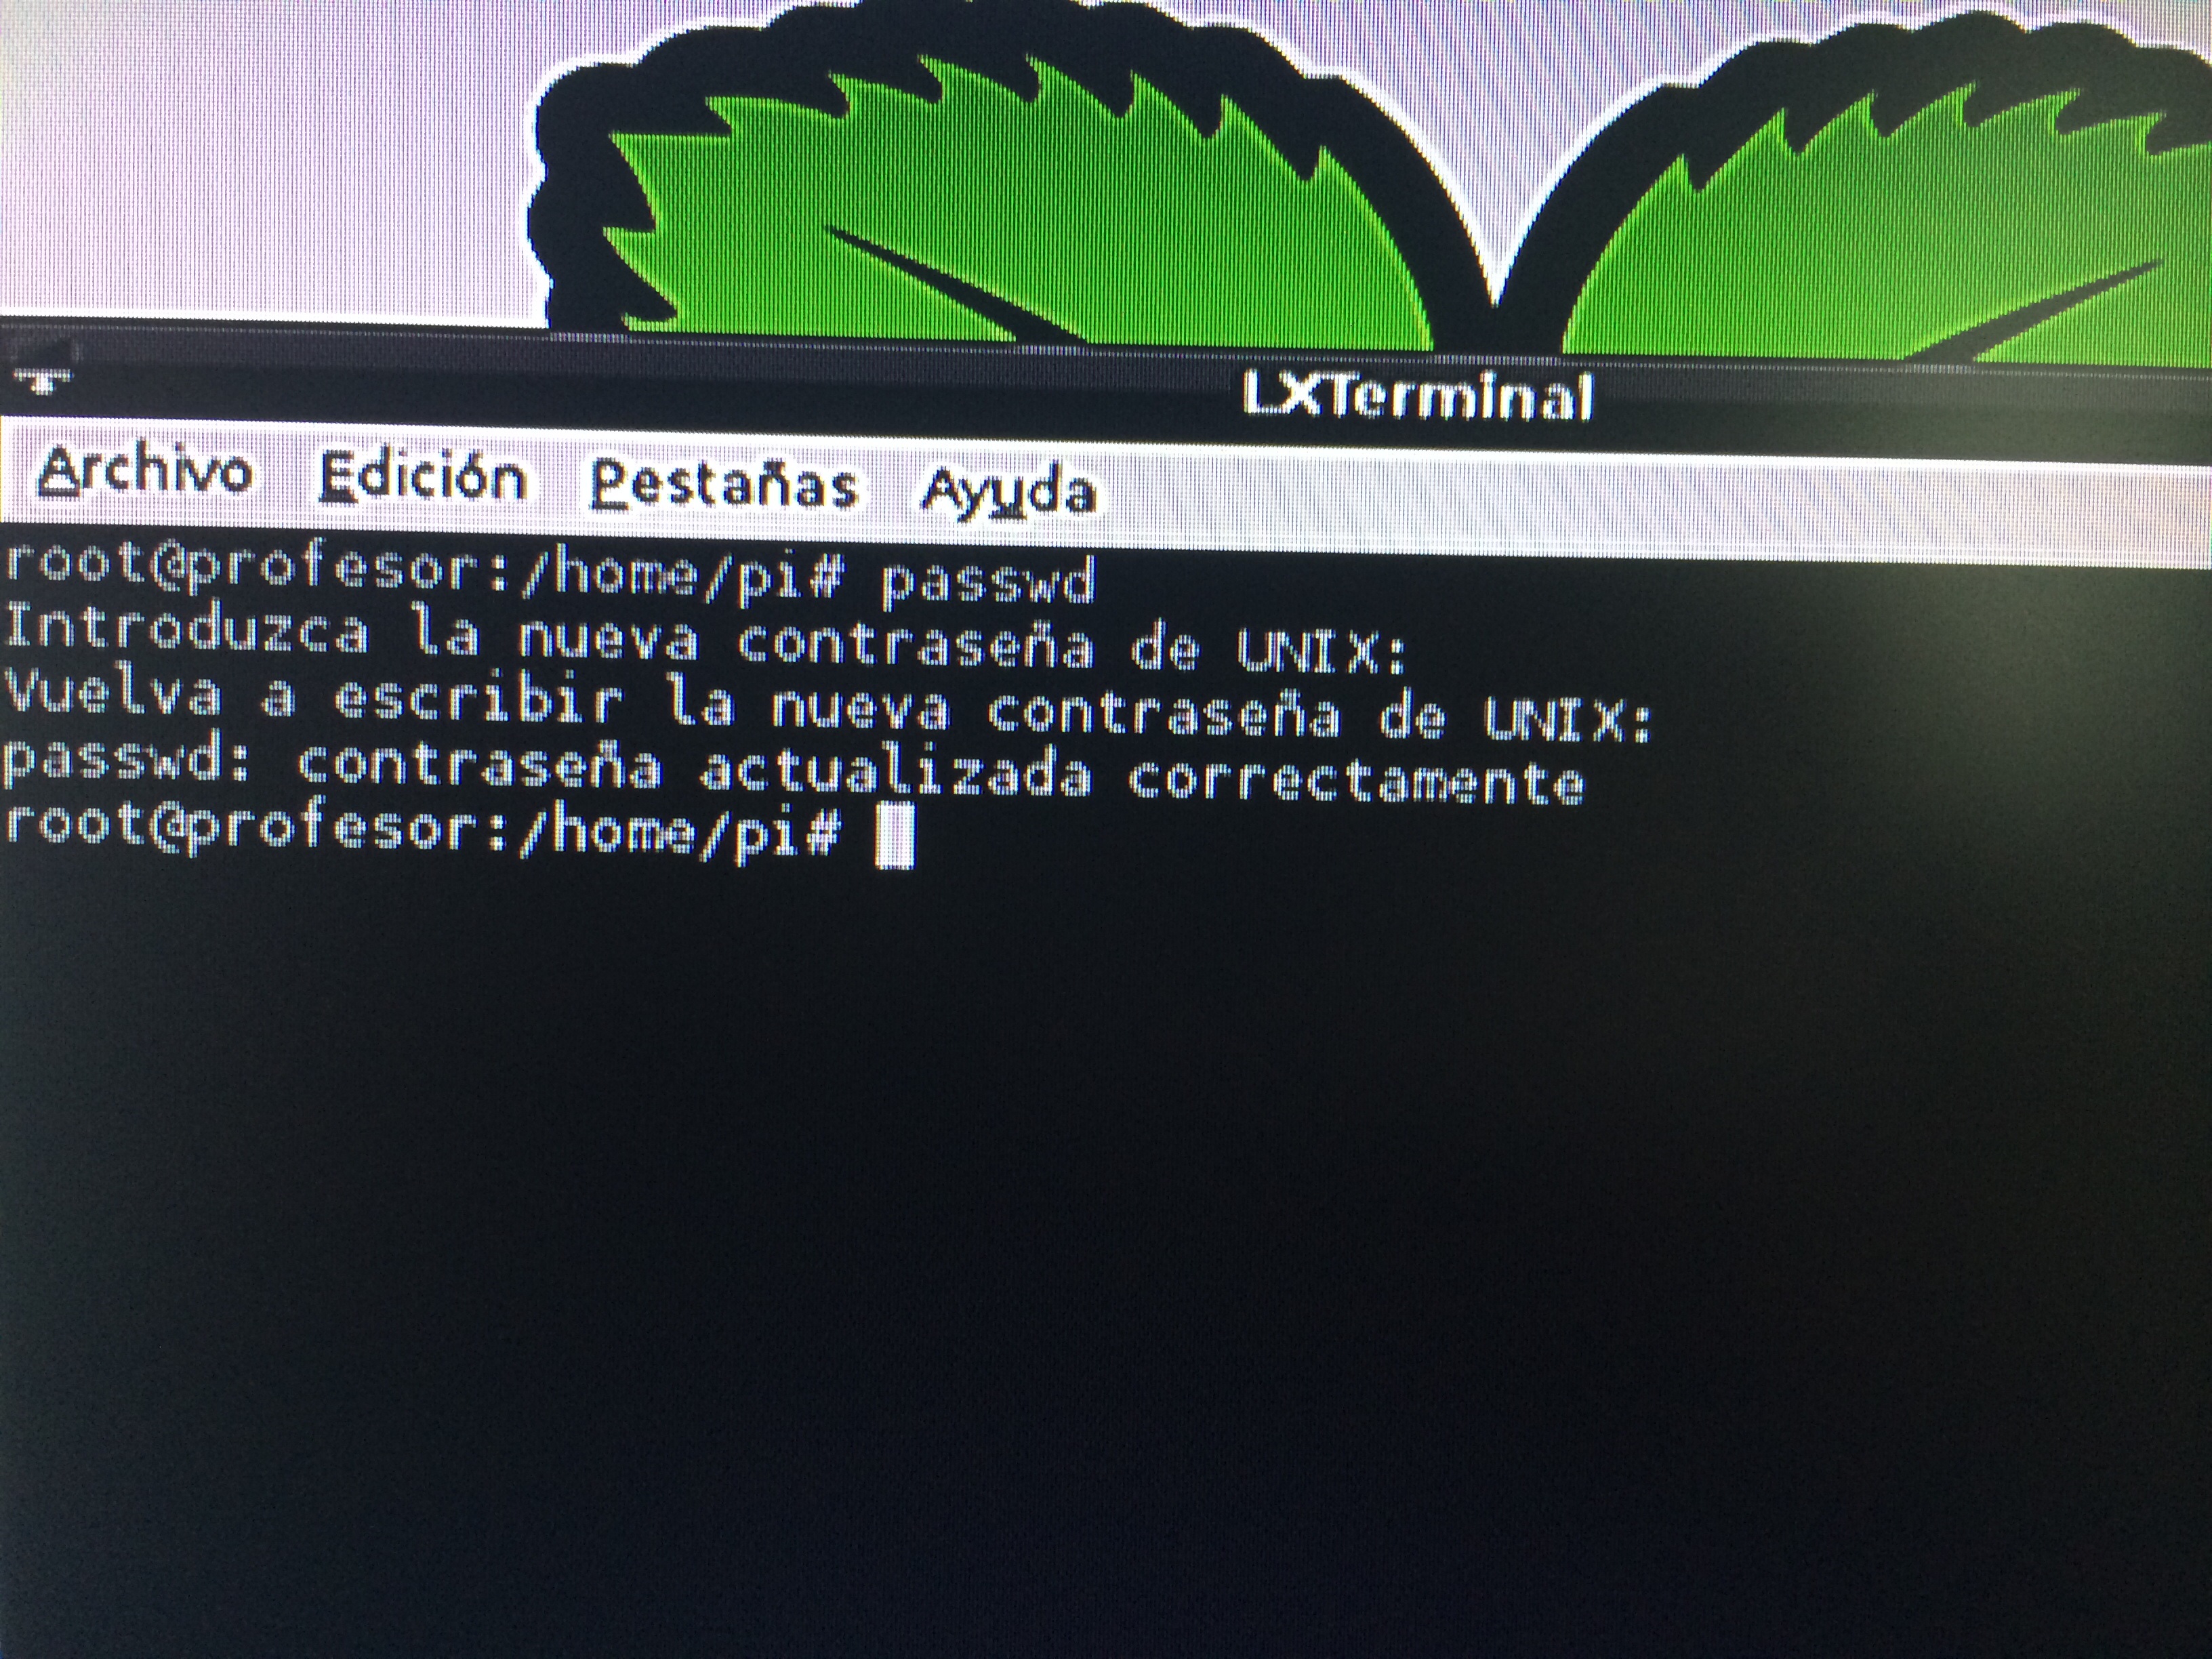 LXTerminal
Archivo Edición Pestañas Ayuda
root@profesor:/home/pi# passwd
Introduzca la nueva contraseña de UNIX:
Vuelva a escribir la nueva contraseña de UNIX:
passwd: contraseña actualizada correctamente
root@profesor:/home/pi#